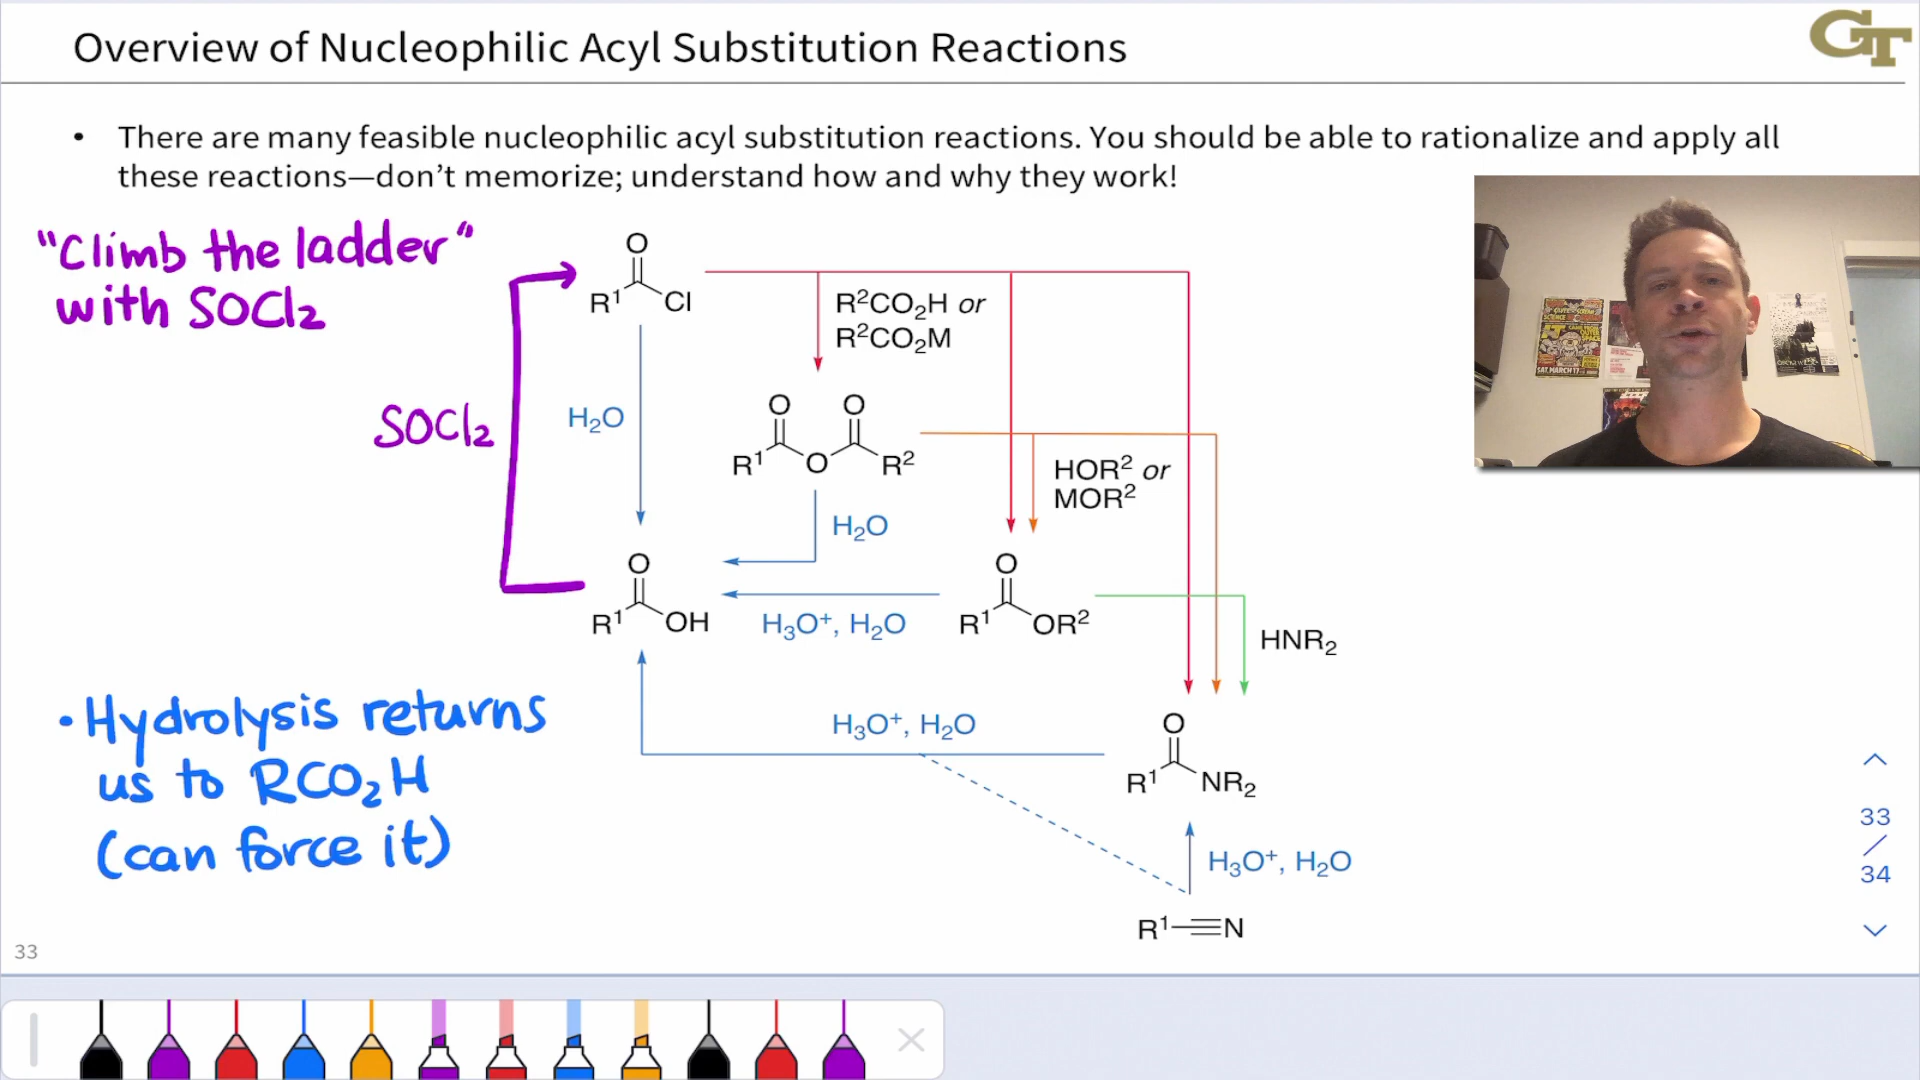 Overview of Nucleophilic Acyl Substitution Reactions
GT
• There are many feasible nucleophilic acyl substitution reactions. You should be able to rationalize and apply all
these reactions—don’t memorize; understand how and why they work!
"Climb the ladder"
with SOCl₂
SOCl₂
O
R¹ Cl
R²CO₂H or
R²CO₂M
H₂O
O O
R¹ O R²
HOR² or
MOR²
H₂O
O
R¹ OH
H₃O⁺, H₂O
O
R¹ OR²
HNR₂
• Hydrolysis returns
us to RCO₂H
(can force it)
H₃O⁺, H₂O
O
R¹ NR₂
H₃O⁺, H₂O
R¹ N
SAT. MARCH 17
33
/
34
33